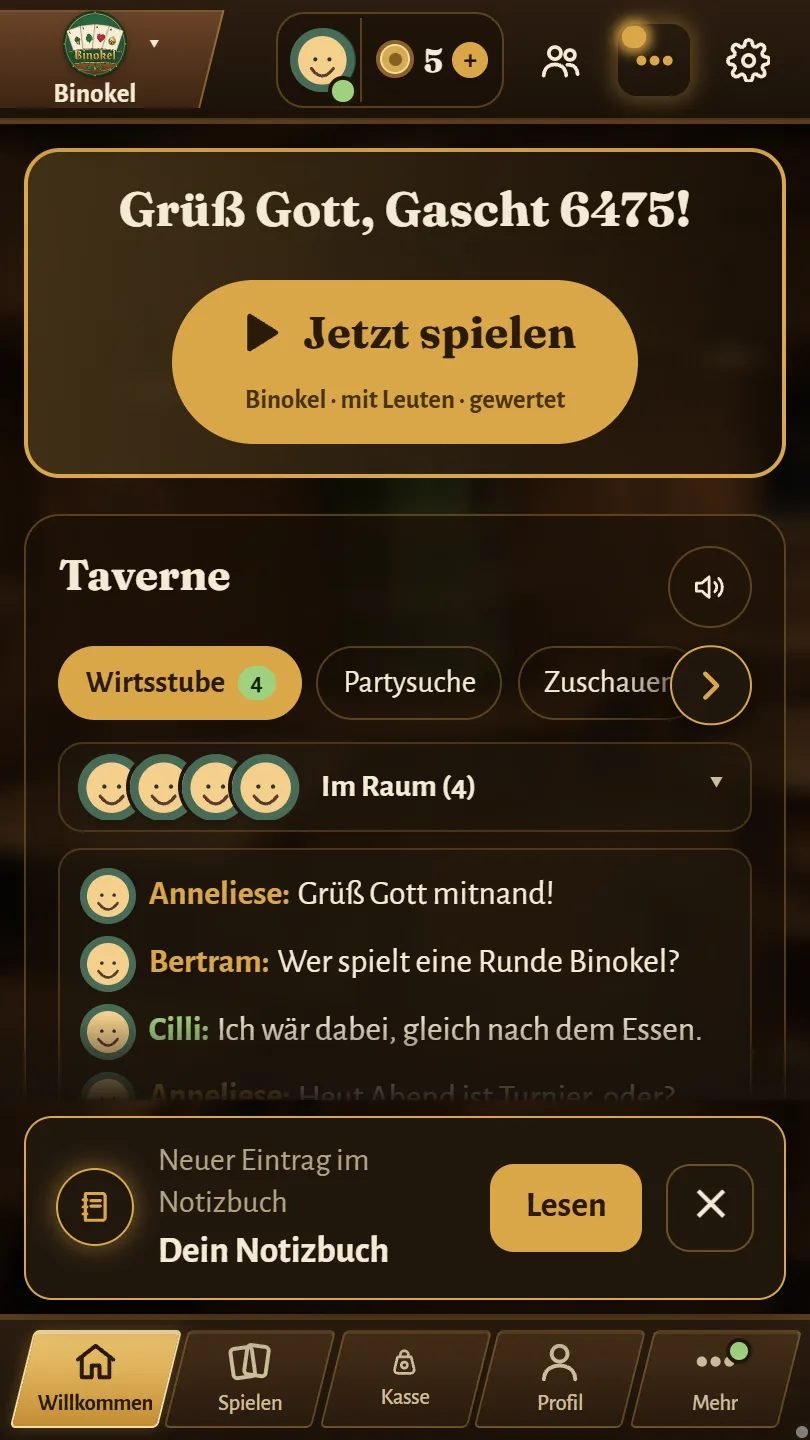 Binokel
Binokel
5
+
Grüß Gott, Gascht 6475!
Jetzt spielen
Binokel · mit Leuten · gewertet
Taverne
Wirtsstube 4
Partysuche
Zuschauer
Im Raum (4)
Anneliese: Grüß Gott mitnand!
Bertram: Wer spielt eine Runde Binokel?
Cilli: Ich wär dabei, gleich nach dem Essen.
Anneliese: Heut Abend ist Turnier, oder?
Neuer Eintrag im
Notizbuch
Dein Notizbuch
Lesen
Willkommen
Spielen
Kasse
Profil
Mehr